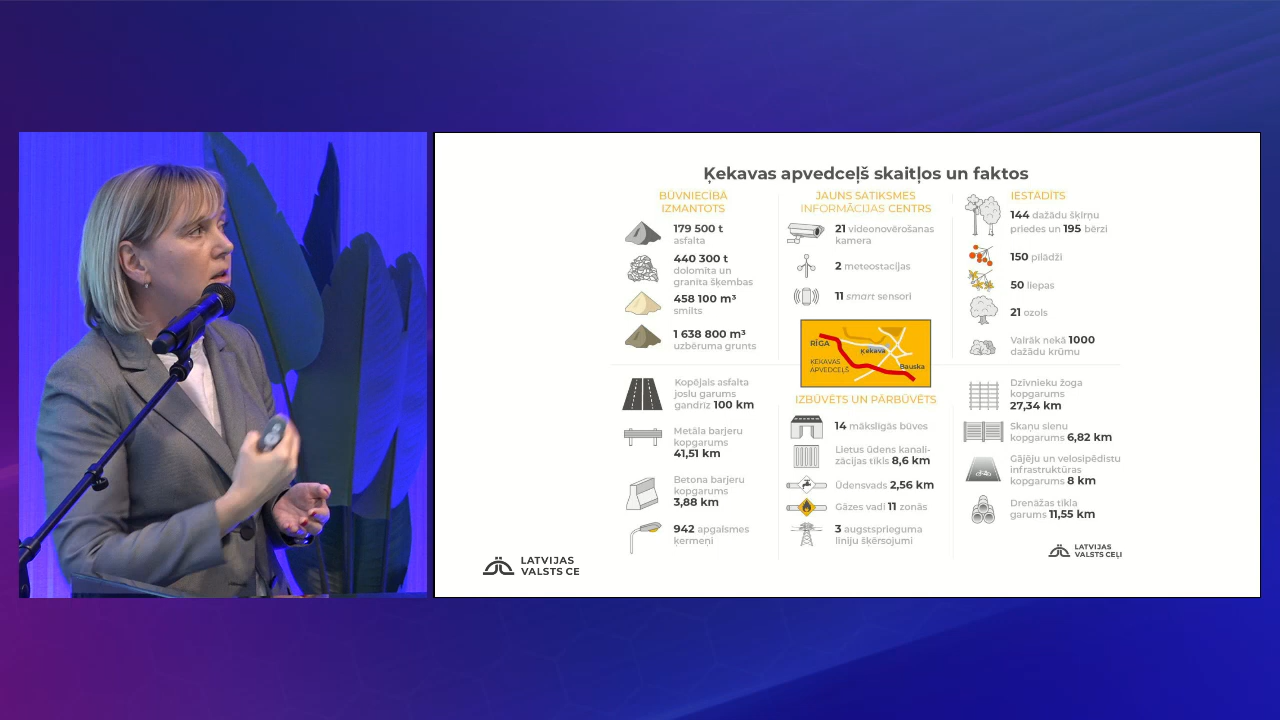 Ķekavas apvedceļš skaitļos un faktos
BŪVNIECĪBĀ
IZMANTOTS
179 500 t
asfalta
440 300 t
dolomīta un
granīta šķembas
458 100 m³
smilts
1 638 800 m³
uzbēruma grunts
Kopējais asfalta
joslu garums
gandrīz 100 km
Metāla barjeru
kopgarums
41,51 km
Betona barjeru
kopgarums
3,88 km
942 apgaismes
ķermeņi
JAUNS SATIKSMES
INFORMĀCIJAS CENTRS
21 videonovērošanas
kamera
2 meteostacijas
11 smart sensori
RĪGA
Ķekava
ĶEKAVAS
APVEDCEĻŠ
Bauska
IZBŪVĒTS UN PĀRBŪVĒTS
14 mākslīgās būves
Lietus ūdens kanali-
zācijas tīkls 8,6 km
Ūdensvads 2,56 km
Gāzes vadi 11 zonās
3 augstsprieguma
līniju šķērsojumi
IESTĀDĪTS
144 dažādu šķirņu
priedes un 195 bērzi
150 pīlādži
50 liepas
21 ozols
Vairāk nekā 1000
dažādu krūmu
Dzīvnieku žoga
kopgarums
27,34 km
Skaņu sienu
kopgarums 6,82 km
Gājēju un velosipēdistu
infrastruktūras
kopgarums 8 km
Drenāžas tīkla
garums 11,55 km
LATVIJAS
VALSTS CEĻI
LATVIJAS
VALSTS CE